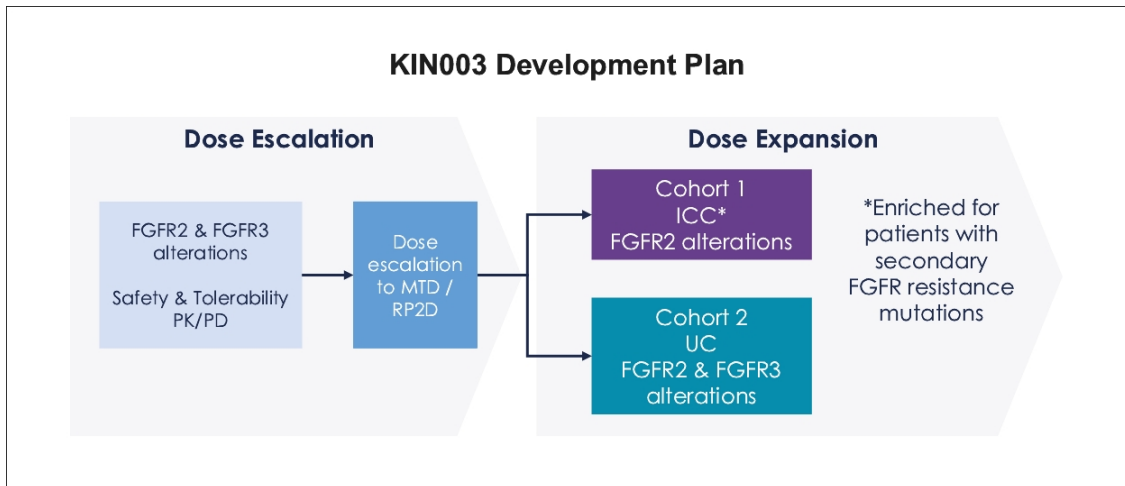 KIN003 Development Plan
Dose Escalation
FGFR2 & FGFR3
alterations
Safety & Tolerability
PK/PD
Dose
escalation
to MTD /
RP2D
Dose Expansion
Cohort 1
ICC*
FGFR2 alterations
Cohort 2
UC
FGFR2 & FGFR3
alterations
*Enriched for
patients with
secondary
FGFR resistance
mutations